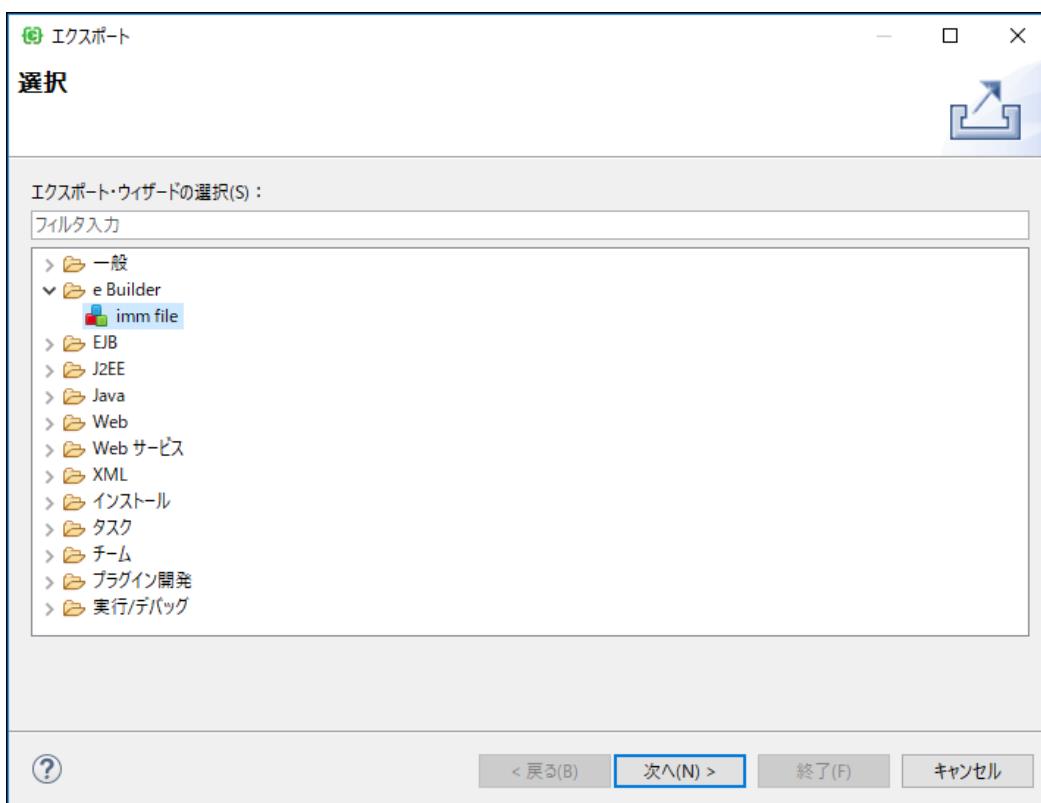 エクスポート
選択
エクスポート・ウィザードの選択(S)：
フィルタ入力
一般
e Builder
imm file
EJB
J2EE
Java
Web
Web サービス
XML
インストール
タスク
チーム
プラグイン開発
実行/デバッグ
< 戻る(B) 次へ(N) > 終了(F) キャンセル